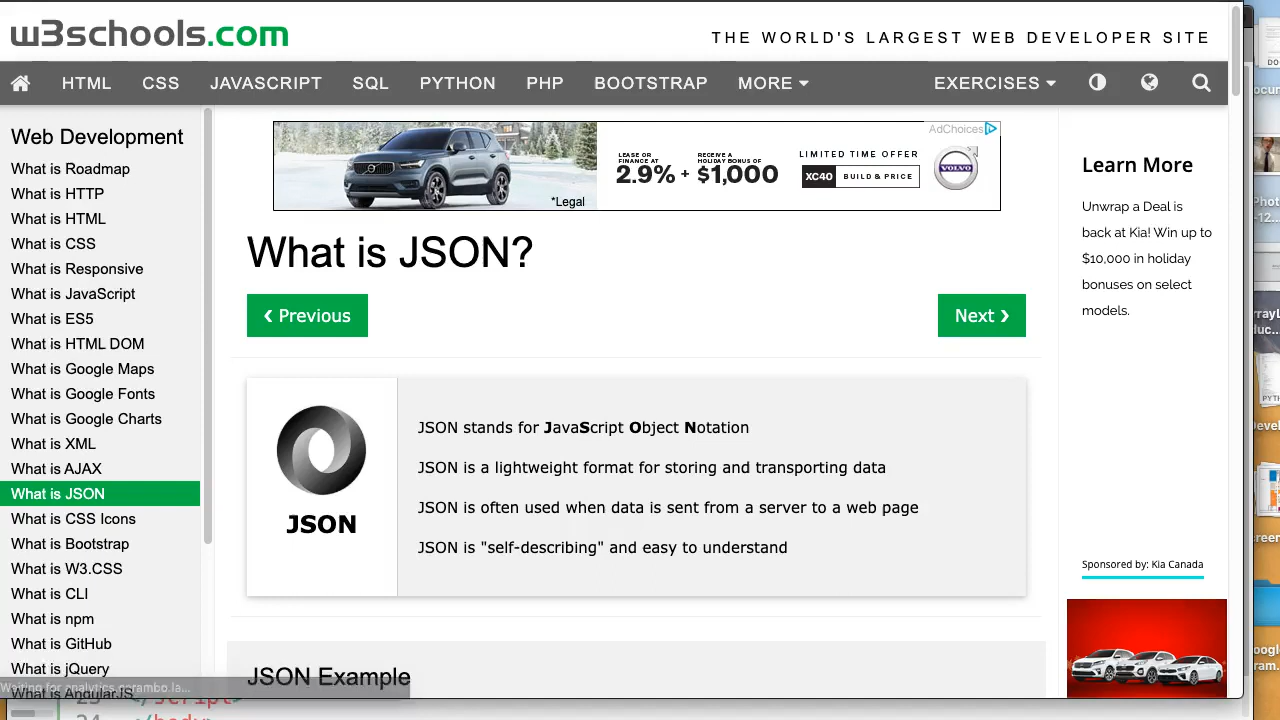 w3schools.com
THE WORLD'S LARGEST WEB DEVELOPER SITE
HTML CSS JAVASCRIPT SQL PYTHON PHP BOOTSTRAP MORE EXERCISES
Web Development
What is Roadmap
What is HTTP
What is HTML
What is CSS
What is Responsive
What is JavaScript
What is ES5
What is HTML DOM
What is Google Maps
What is Google Fonts
What is Google Charts
What is XML
What is AJAX
What is JSON
What is CSS Icons
What is Bootstrap
What is W3.CSS
What is CLI
What is npm
What is GitHub
What is jQuery
What is AngularJS
AdChoices
LEASE OR
FINANCE AT
2.9% +
RECEIVE A
HOLIDAY BONUS OF
$1,000
LIMITED TIME OFFER
XC40 BUILD & PRICE
VOLVO
*Legal
What is JSON?
❮ Previous
Next ❯
JSON
JSON stands for JavaScript Object Notation
JSON is a lightweight format for storing and transporting data
JSON is often used when data is sent from a server to a web page
JSON is "self-describing" and easy to understand
JSON Example
Learn More
Unwrap a Deal is
back at Kia! Win up to
$10,000 in holiday
bonuses on select
models.
Sponsored by: Kia Canada